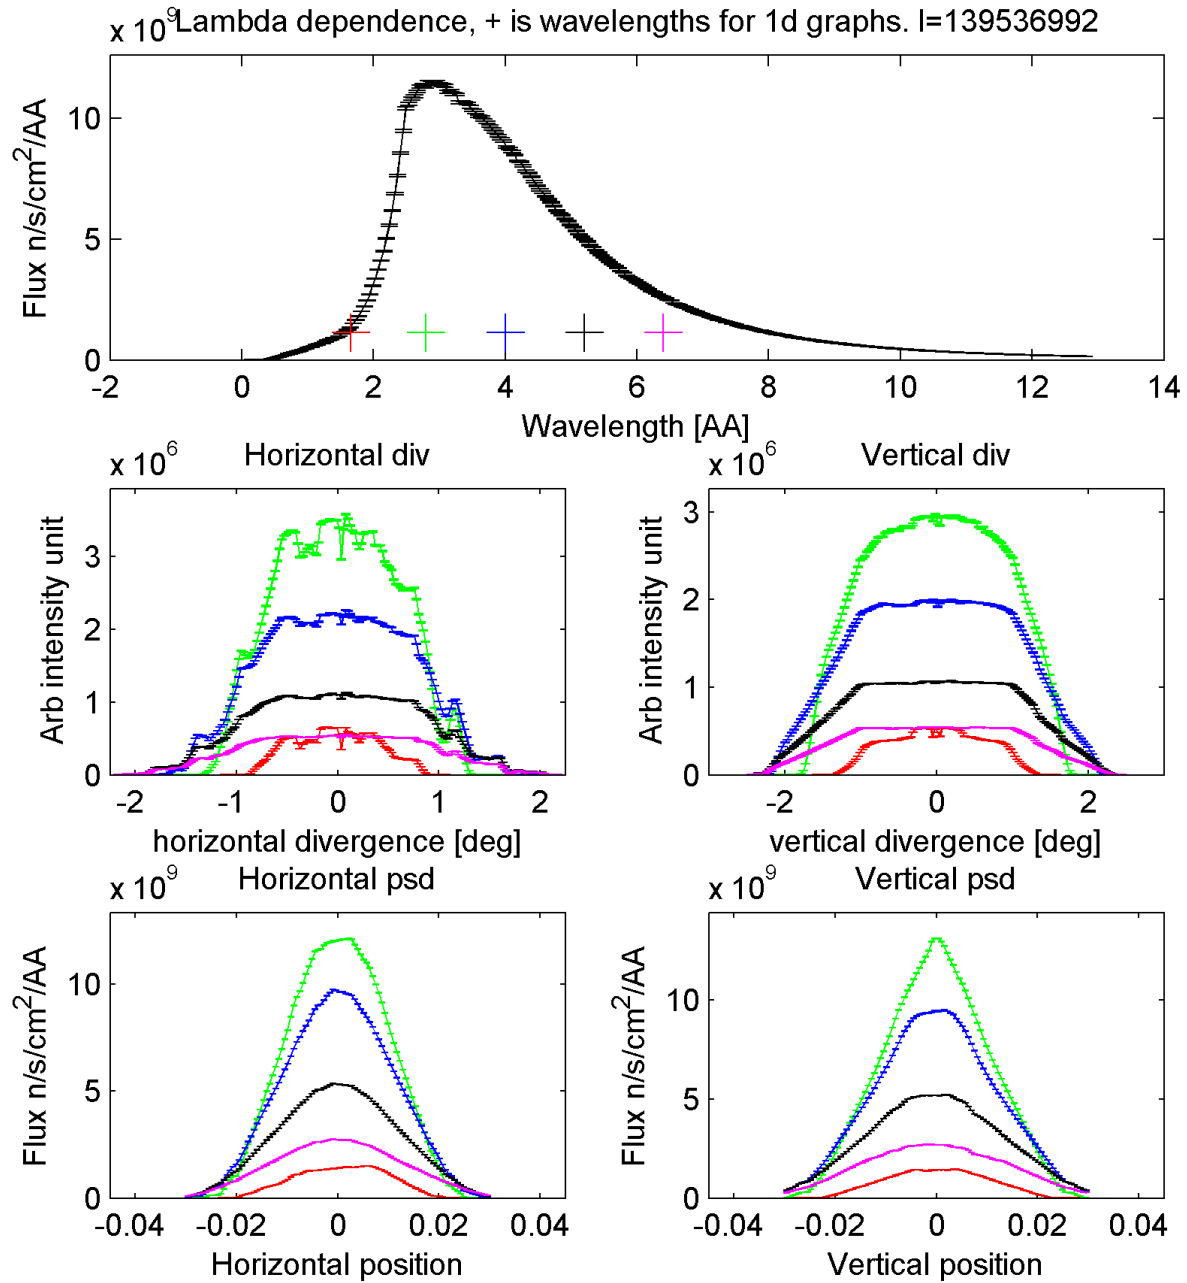 x 10^9 Lambda dependence, + is wavelengths for 1d graphs. I=139536992
Flux n/s/cm^2/AA
10
5
0
-2 0 2 4 6 8 10 12 14
Wavelength [AA]
x 10^6 Horizontal div
Arb intensity unit
3
2
1
0
-2 -1 0 1 2
horizontal divergence [deg]
x 10^6 Vertical div
Arb intensity unit
3
2
1
0
-2 0 2
vertical divergence [deg]
x 10^9 Horizontal psd
Flux n/s/cm^2/AA
10
5
0
-0.04 -0.02 0 0.02 0.04
Horizontal position
x 10^9 Vertical psd
Flux n/s/cm^2/AA
10
5
0
-0.04 -0.02 0 0.02 0.04
Vertical position